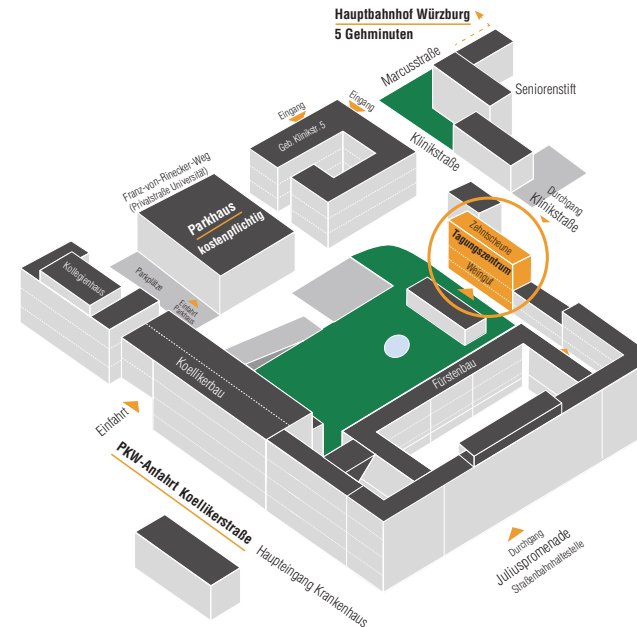 Hauptbahnhof Würzburg
5 Gehminuten
Marcusstraße
Seniorenstift
Eingang
Eingang
Geb. Klinikstr. 5
Klinikstraße
Durchgang
Klinikstraße
Franz-von-Rinecker-Weg
(Privatstraße Universität)
Parkhaus
kostenpflichtig
Zehntscheune
Tagungszentrum
Weingut
Kollegienhaus
Parkplätze
Einfahrt
Parkhaus
Koellikerbau
Fürstenbau
Einfahrt
PKW-Anfahrt Koellikerstraße
Haupteingang Krankenhaus
Durchgang
Juliuspromenade
Straßenbahnhaltestelle